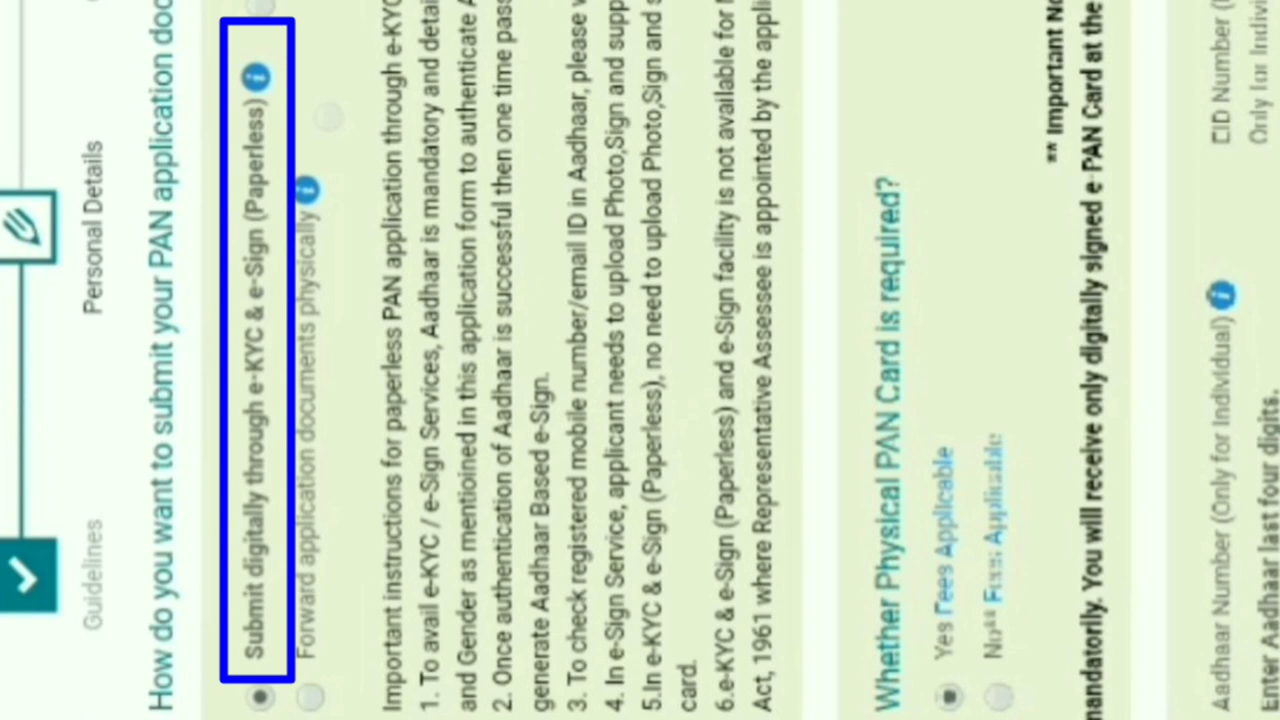 Guidelines
Personal Details
How do you want to submit your PAN application doc
Submit digitally through e-KYC & e-Sign (Paperless)
Forward application documents physically
Important instructions for paperless PAN application through e-KYC
1. To avail e-KYC / e-Sign Services, Aadhaar is mandatory and detai
and Gender as mentioined in this application form to authenticate A
2. Once authentication of Aadhaar is successful then one time pass
generate Aadhaar Based e-Sign.
3. To check registered mobile number/email ID in Aadhaar, please v
4. In e-Sign Service, applicant needs to upload Photo,Sign and supp
5.In e-KYC & e-Sign (Paperless), no need to upload Photo,Sign and s
card.
6.e-KYC & e-Sign (Paperless) and e-Sign facility is not available for
Act, 1961 where Representative Assessee is appointed by the appli
Whether Physical PAN Card is required?
Yes Fees Applicable
No** Fees Applicable
** Important No
mandatorily. You will receive only digitally signed e-PAN Card at the
Aadhaar Number (Only for Individual)
EID Number (
Enter Aadhaar last four digits.
Only for Indivi